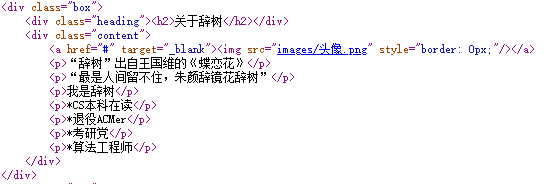 <div class="box">
<div class="heading"><h2>关于辞树</h2></div>
<div class="content">
<a href="#" target="_blank"><img src="images/头像.png" style="border: 0px;"/></a>
<p>“辞树”出自王国维的《蝶恋花》</p>
<p>“最是人间留不住，朱颜辞镜花辞树”</p>
<p>我是辞树</p>
<p>*CS本科在读</p>
<p>*退役ACMer</p>
<p>*考研党</p>
<p>*算法工程师</p>
</div>
</div>